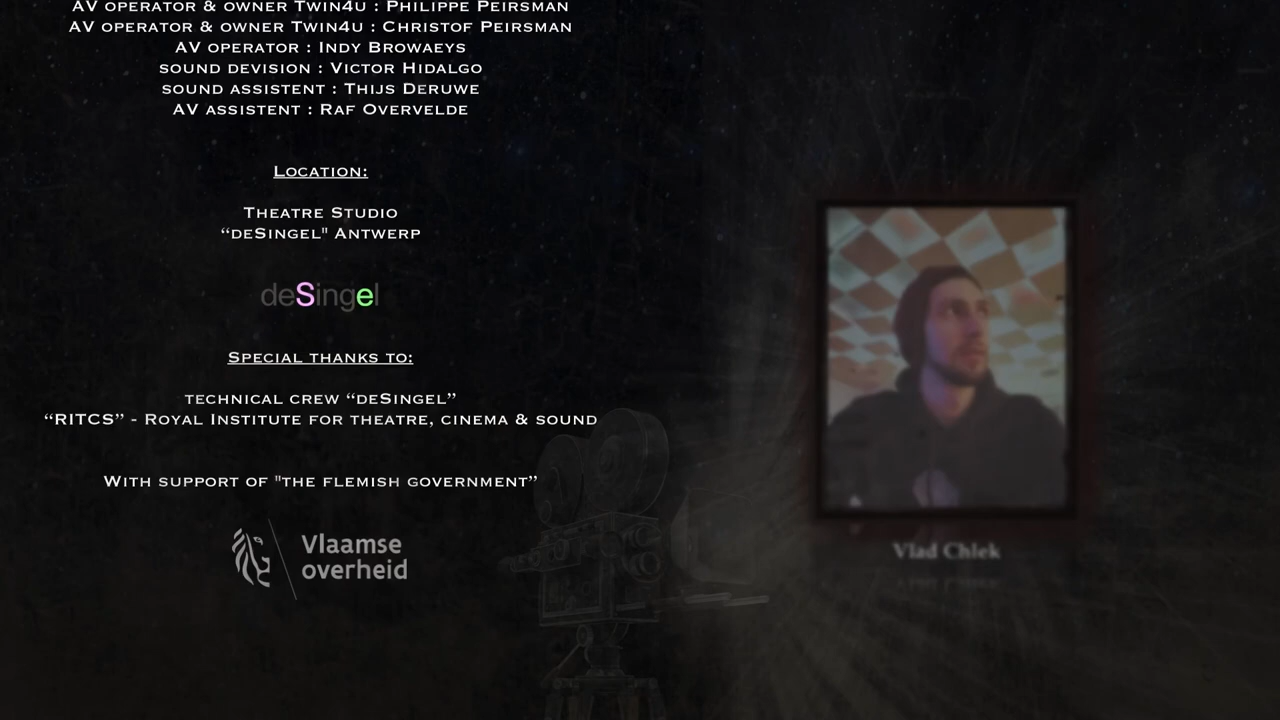 AV operator & owner Twin4u : Philippe Peirsman
AV operator & owner Twin4u : Christof Peirsman
AV operator : Indy Browaeys
sound devision : Victor Hidalgo
sound assistent : Thijs Deruwe
AV assistent : Raf Overvelde
Location:
Theatre Studio
“deSingel" Antwerp
deSingel
Special thanks to:
technical crew “deSingel”
“RITCS” - Royal Institute for theatre, cinema & sound
With support of "the flemish government”
Vlaamse
overheid
Vlad Chlek